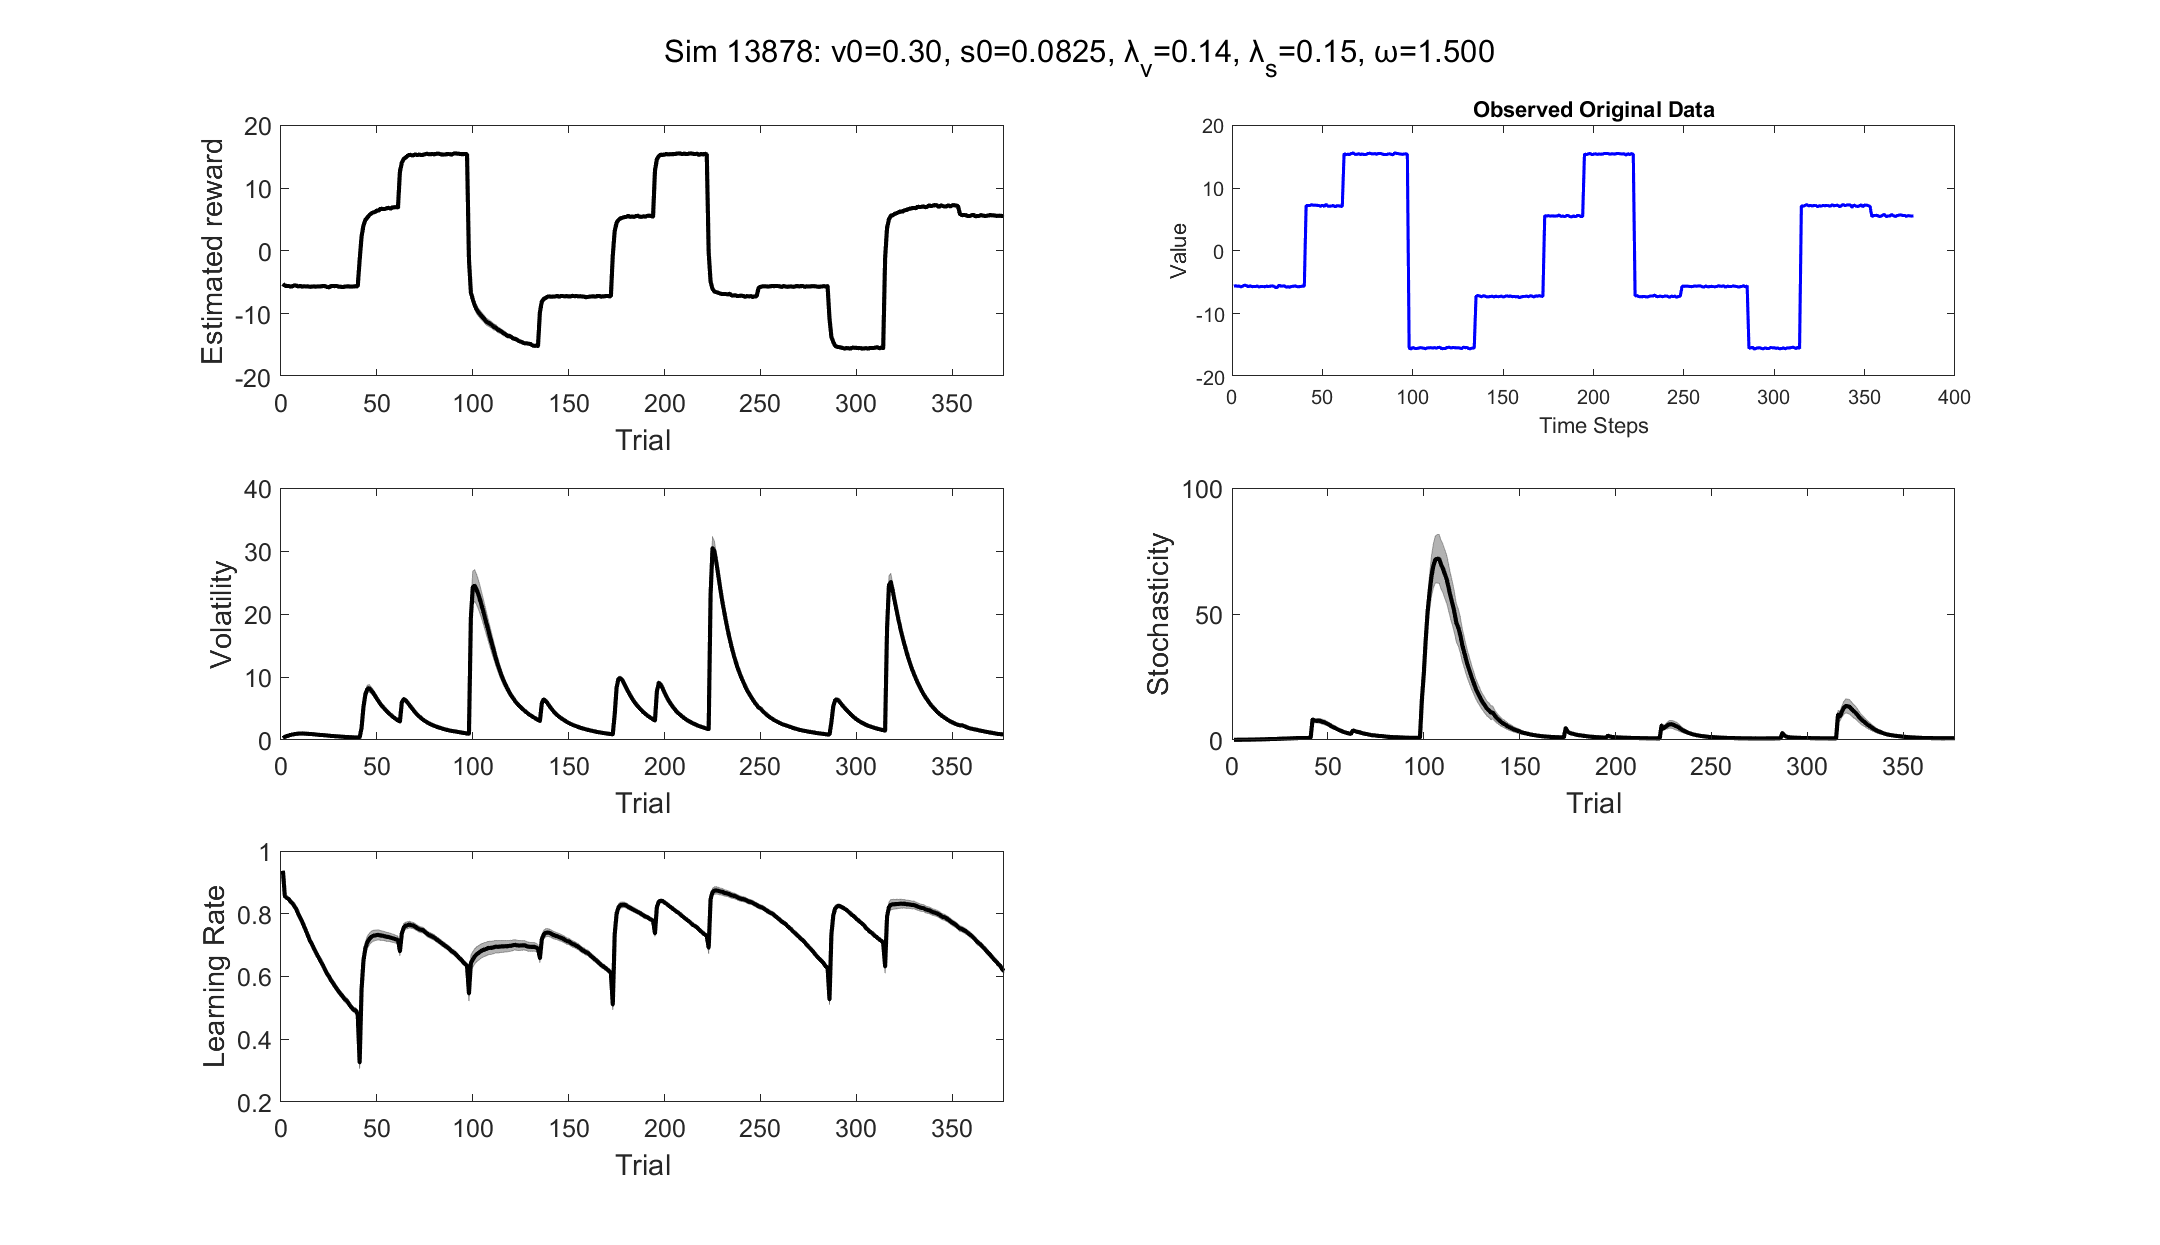 Sim 13878: v0=0.30, s0=0.0825, λv=0.14, λs=0.15, ω=1.500
20
10
0
-10
-20
Estimated reward
0 50 100 150 200 250 300 350
Trial
Observed Original Data
20
10
0
-10
-20
Value
0 50 100 150 200 250 300 350 400
Time Steps
40
30
20
10
0
Volatility
0 50 100 150 200 250 300 350
Trial
100
50
0
Stochasticity
0 50 100 150 200 250 300 350
Trial
1
0.8
0.6
0.4
0.2
Learning Rate
0 50 100 150 200 250 300 350
Trial